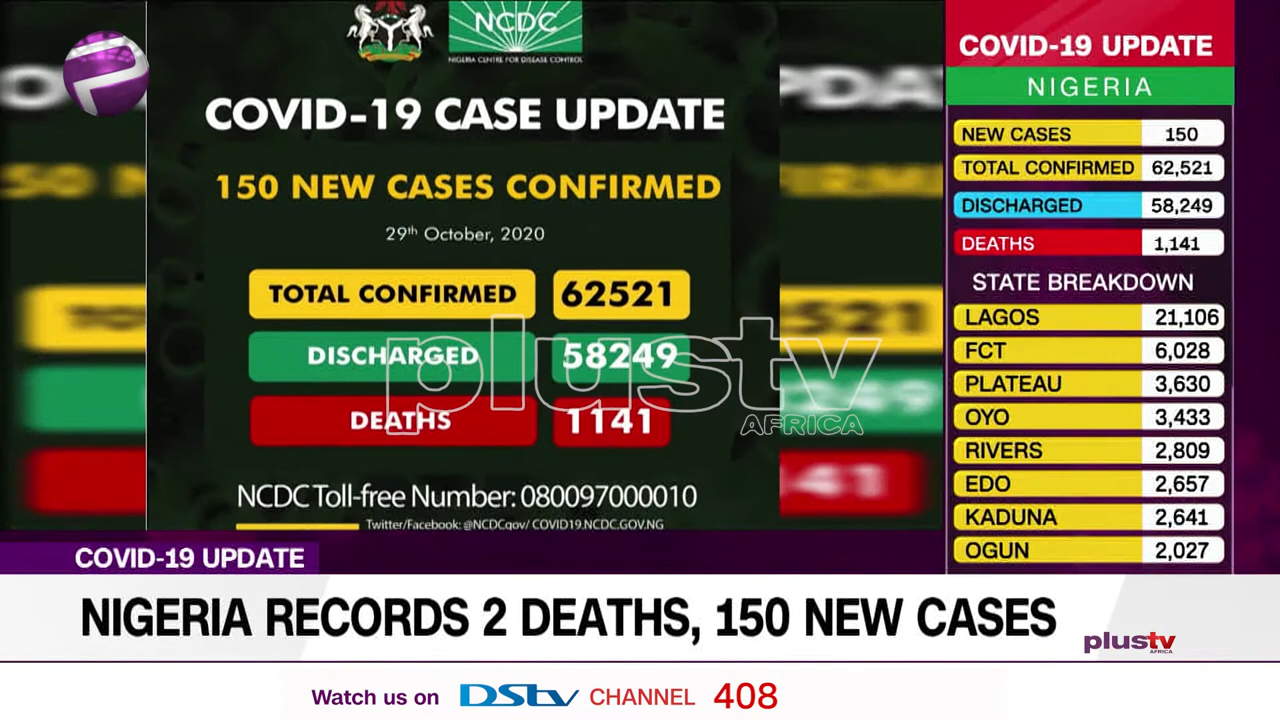 NCDC
NIGERIA CENTRE FOR DISEASE CONTROL
COVID-19 CASE UPDATE
150 NEW CASES CONFIRMED
29th October, 2020
TOTAL CONFIRMED 62521
DISCHARGED 58249
DEATHS 1141
plustv
AFRICA
NCDC Toll-free Number: 080097000010
Twitter/Facebook: @NCDCgov/ COVID19.NCDC.GOV.NG
COVID-19 UPDATE
NIGERIA
NEW CASES 150
TOTAL CONFIRMED 62,521
DISCHARGED 58,249
DEATHS 1,141
STATE BREAKDOWN
LAGOS 21,106
FCT 6,028
PLATEAU 3,630
OYO 3,433
RIVERS 2,809
EDO 2,657
KADUNA 2,641
OGUN 2,027
COVID-19 UPDATE
NIGERIA RECORDS 2 DEATHS, 150 NEW CASES
plustv
AFRICA
Watch us on DStv CHANNEL 408